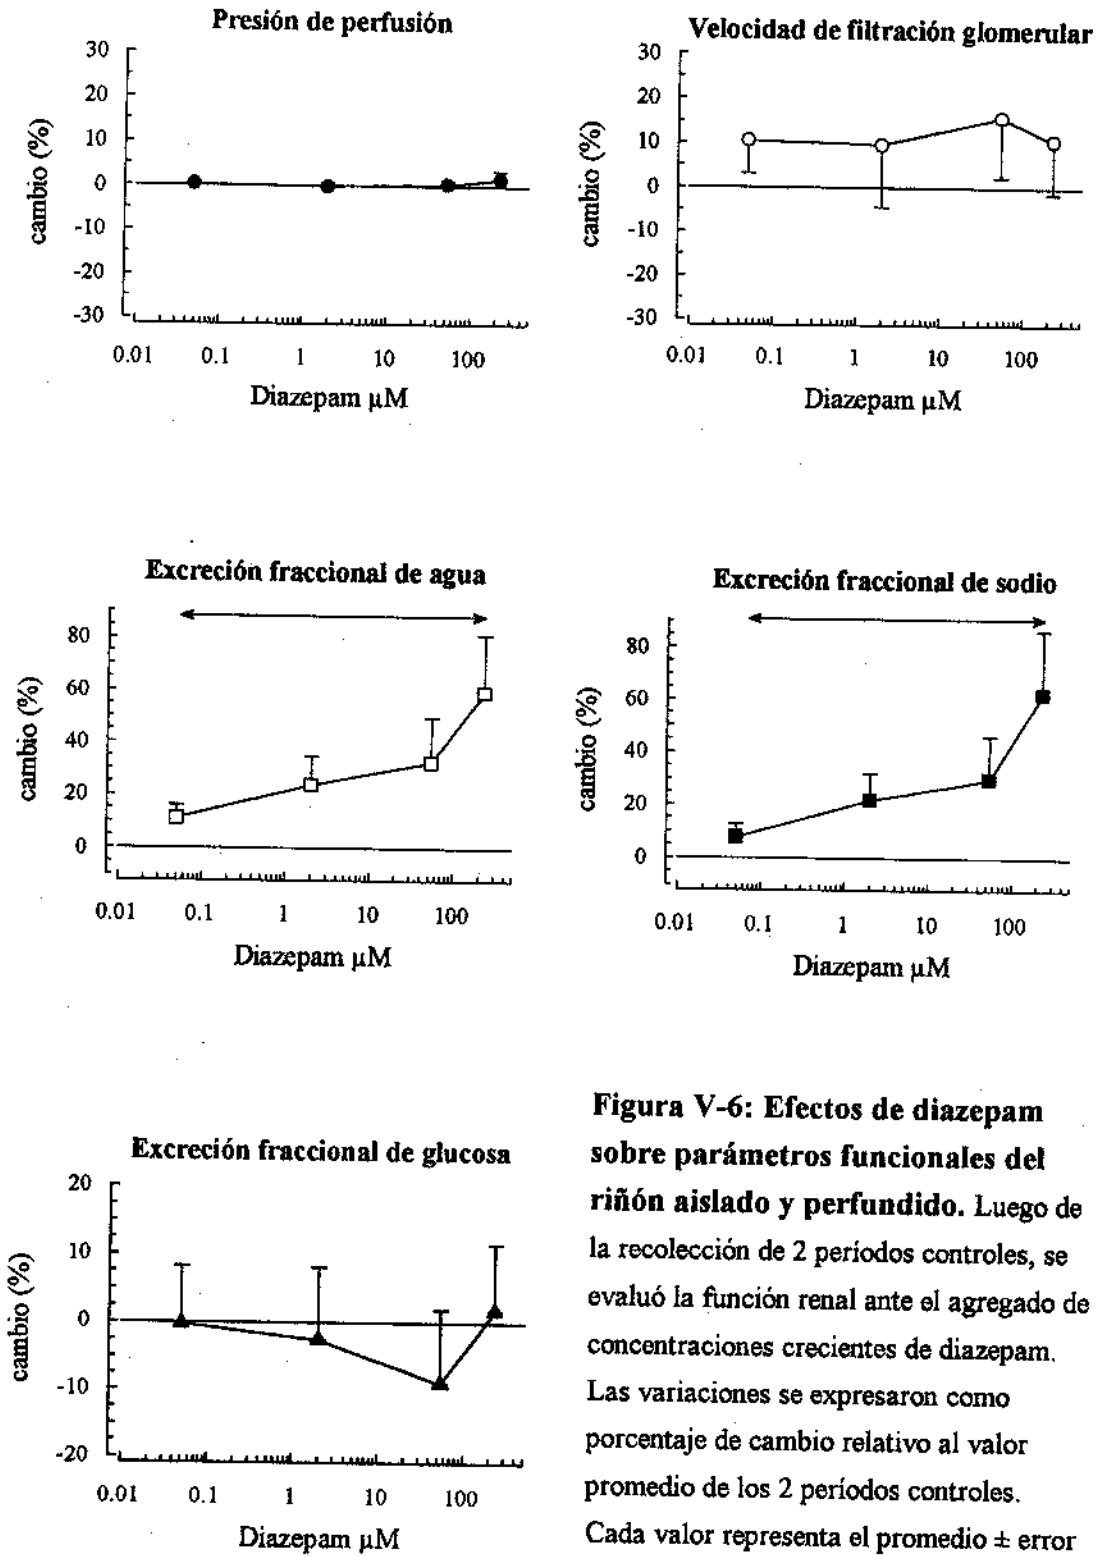 Presión de perfusión
30
20
10
0
-10
-20
-30
cambio (%)
0.01 0.1 1 10 100
Diazepam µM
Velocidad de filtración glomerular
30
20
10
0
-10
-20
-30
cambio (%)
0.01 0.1 1 10 100
Diazepam µM
Excreción fraccional de agua
80
60
40
20
0
cambio (%)
0.01 0.1 1 10 100
Diazepam µM
Excreción fraccional de sodio
80
60
40
20
0
cambio (%)
0.01 0.1 1 10 100
Diazepam µM
Excreción fraccional de glucosa
20
10
0
-10
-20
cambio (%)
0.01 0.1 1 10 100
Diazepam µM
Figura V-6: Efectos de diazepam
sobre parámetros funcionales del
riñón aislado y perfundido. Luego de
la recolección de 2 períodos controles, se
evaluó la función renal ante el agregado de
concentraciones crecientes de diazepam.
Las variaciones se expresaron como
porcentaje de cambio relativo al valor
promedio de los 2 períodos controles.
Cada valor representa el promedio ± error